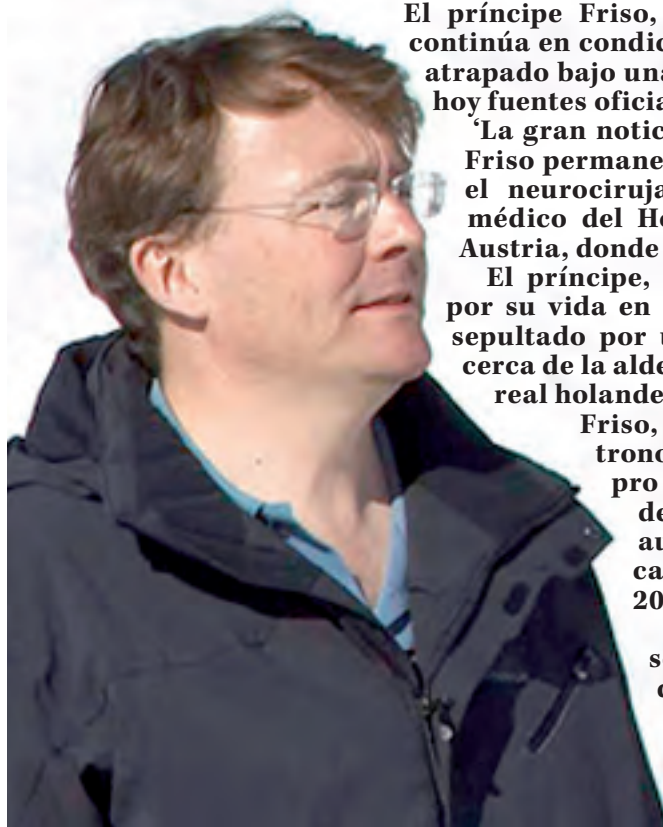 El príncipe Friso,
continúa en condic
atrapado bajo una
hoy fuentes oficia
‘La gran notic
Friso permane
el neurociruja
médico del Ho
Austria, donde
El príncipe,
por su vida en
sepultado por u
cerca de la alde
real holande
Friso,
trono
pro
de
au
ca
20
s